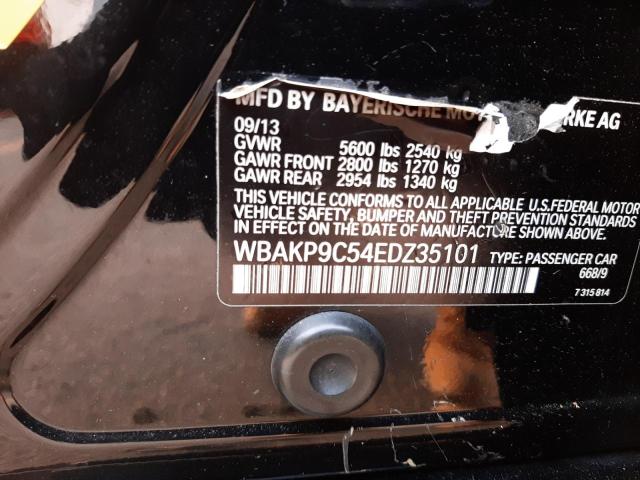 MFD BY BAYERISCHE MOT RKE AG
09/13
GVWR 5600 lbs 2540 kg
GAWR FRONT 2800 lbs 1270 kg
GAWR REAR 2954 lbs 1340 kg
THIS VEHICLE CONFORMS TO ALL APPLICABLE U.S.FEDERAL MOTOR
VEHICLE SAFETY, BUMPER AND THEFT PREVENTION STANDARDS
IN EFFECT ON DATE OF MANUFACTURE SHOWN ABOVE.
WBAKP9C54EDZ35101 TYPE: PASSENGER CAR
668/9
7 315 814